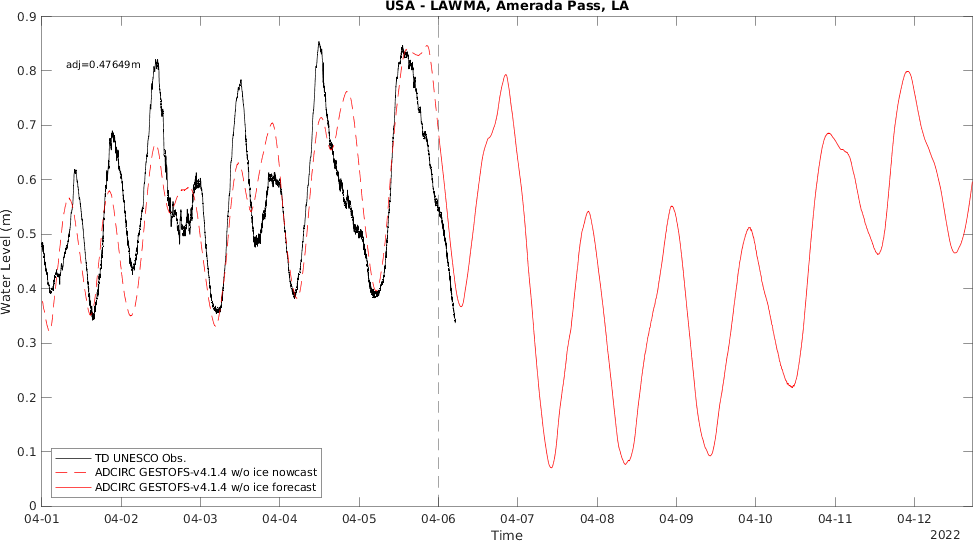 USA - LAWMA, Amerada Pass, LA
0.9
0.8
0.7
0.6
0.5
0.4
0.3
0.2
0.1
0
Water Level (m)
adj=0.47649m
TD UNESCO Obs.
ADCIRC GESTOFS-v4.1.4 w/o ice nowcast
ADCIRC GESTOFS-v4.1.4 w/o ice forecast
04-01 04-02 04-03 04-04 04-05 04-06 04-07 04-08 04-09 04-10 04-11 04-12
Time
2022